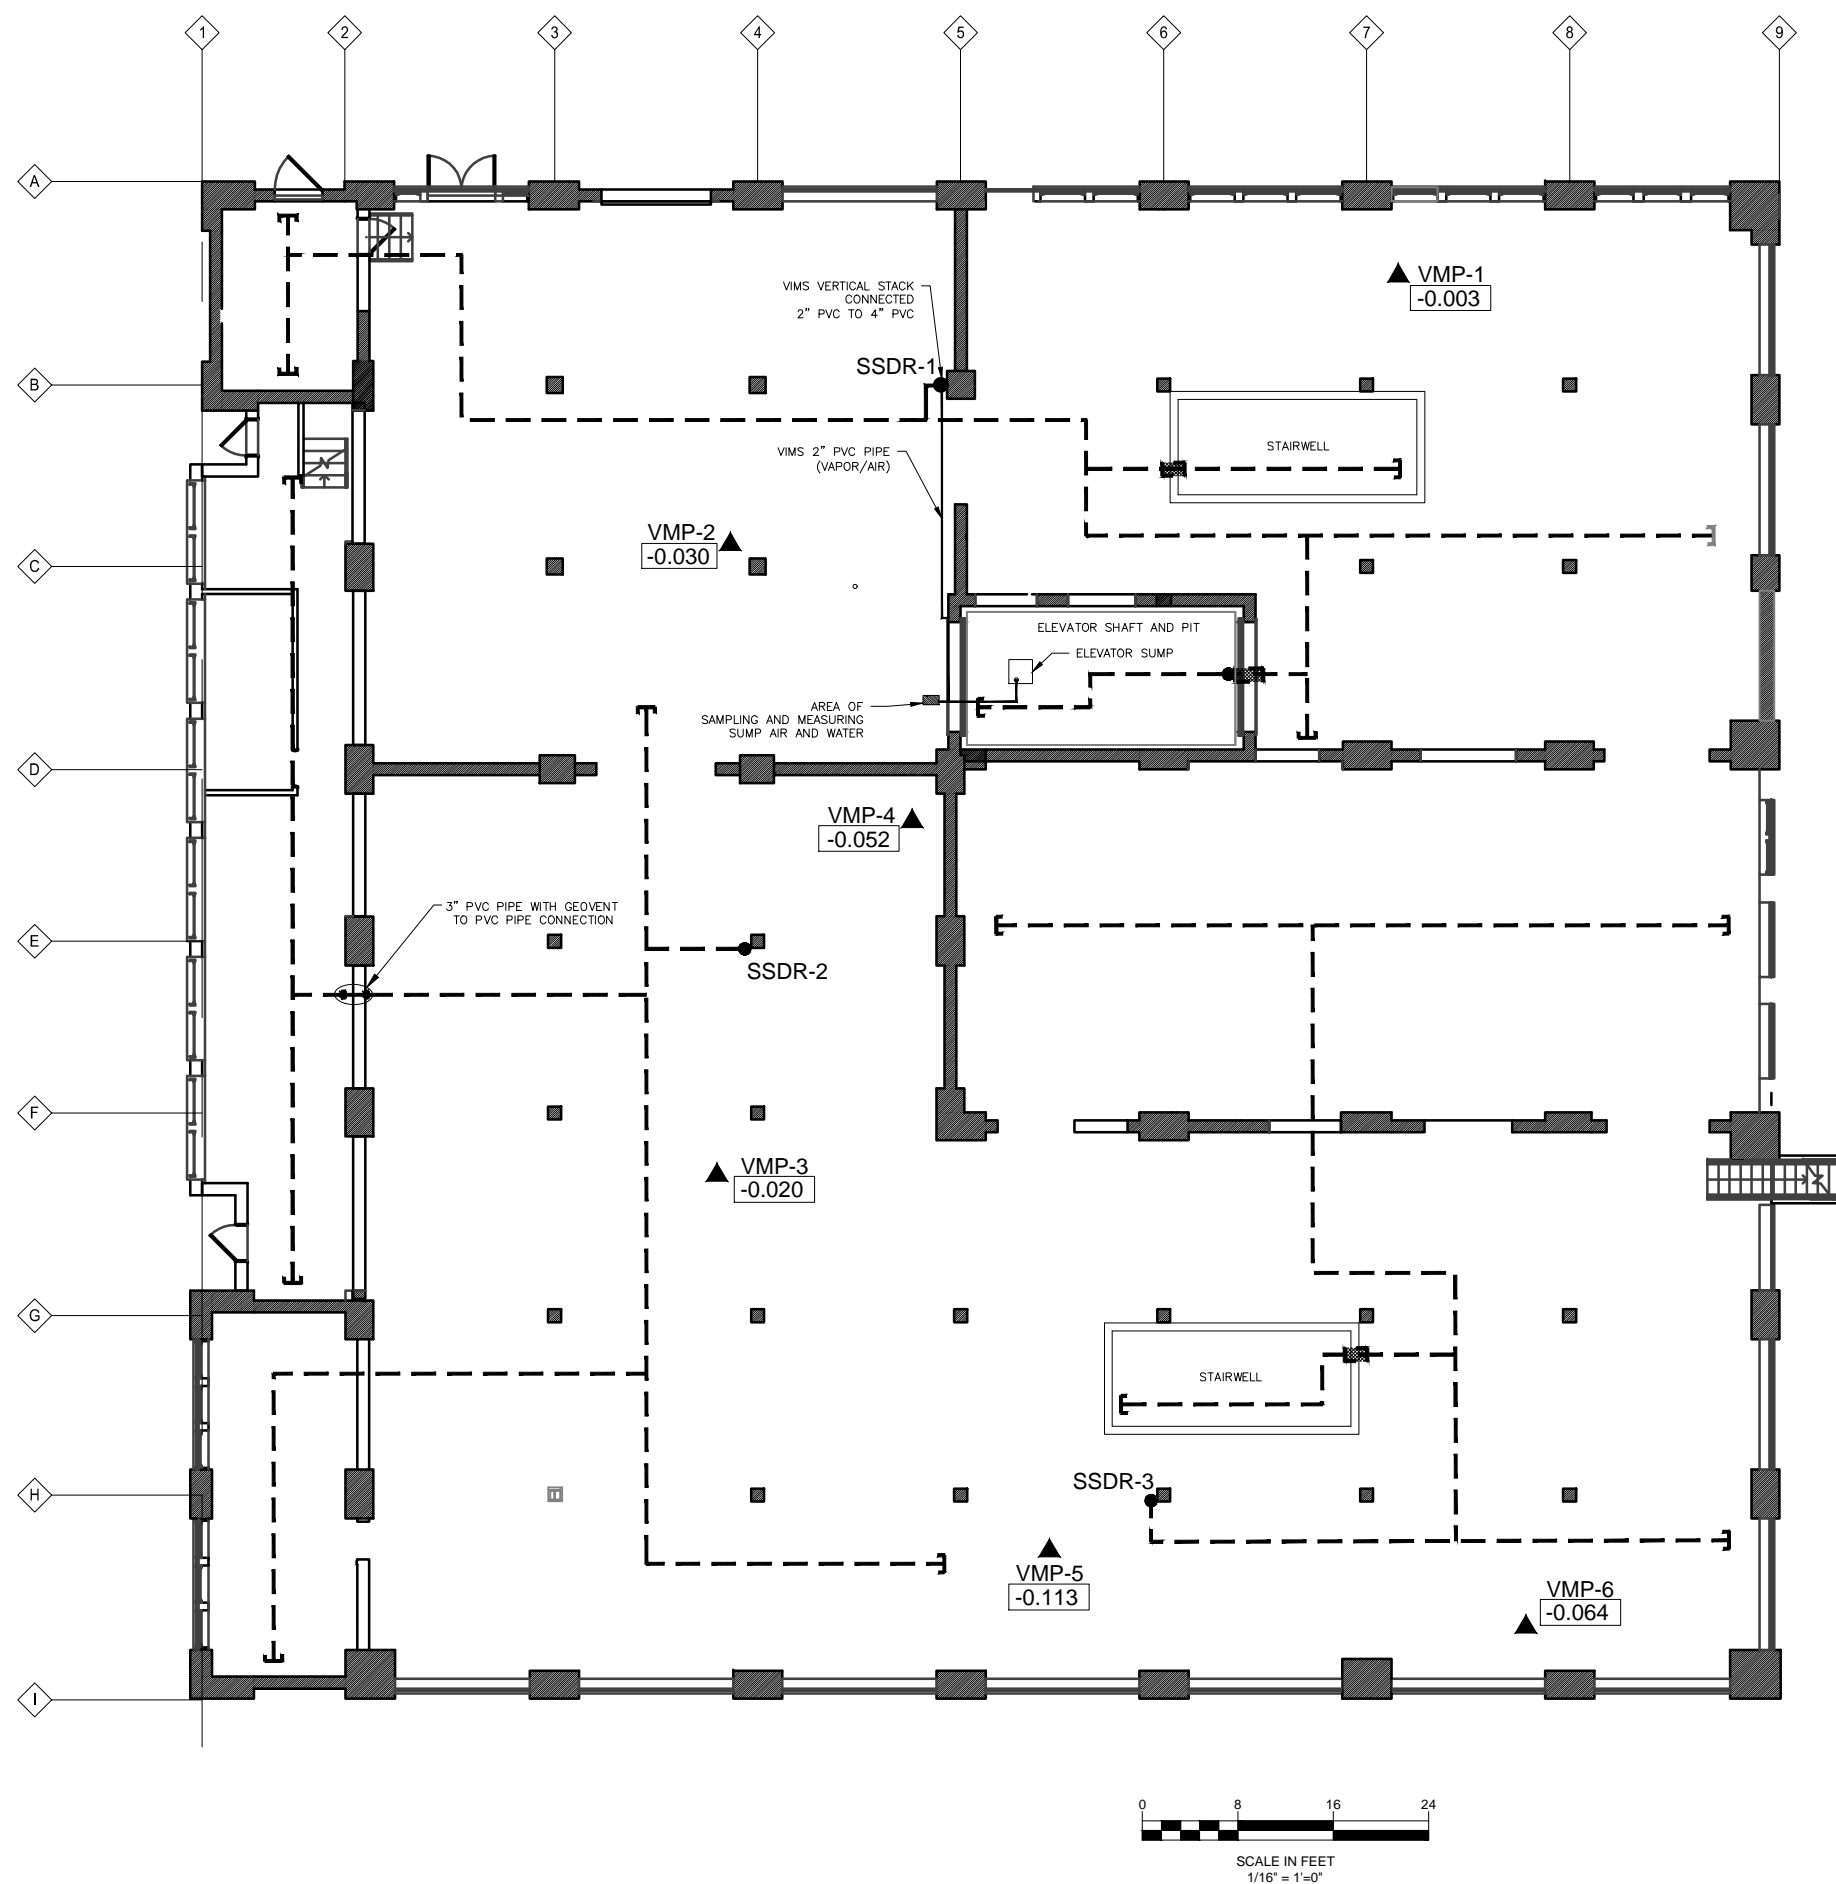 1
2
3
4
5
6
7
8
9
A
B
C
D
E
F
G
H
I
VMP-1
-0.003
VIMS VERTICAL STACK
CONNECTED
2" PVC TO 4" PVC
SSDR-1
STAIRWELL
VIMS 2" PVC PIPE
(VAPOR/AIR)
VMP-2
-0.030
ELEVATOR SHAFT AND PIT
ELEVATOR SUMP
AREA OF
SAMPLING AND MEASURING
SUMP AIR AND WATER
VMP-4
-0.052
3" PVC PIPE WITH GEOVENT
TO PVC PIPE CONNECTION
SSDR-2
VMP-3
-0.020
STAIRWELL
SSDR-3
VMP-5
-0.113
VMP-6
-0.064
0 8 16 24
SCALE IN FEET
1/16" = 1'=0"